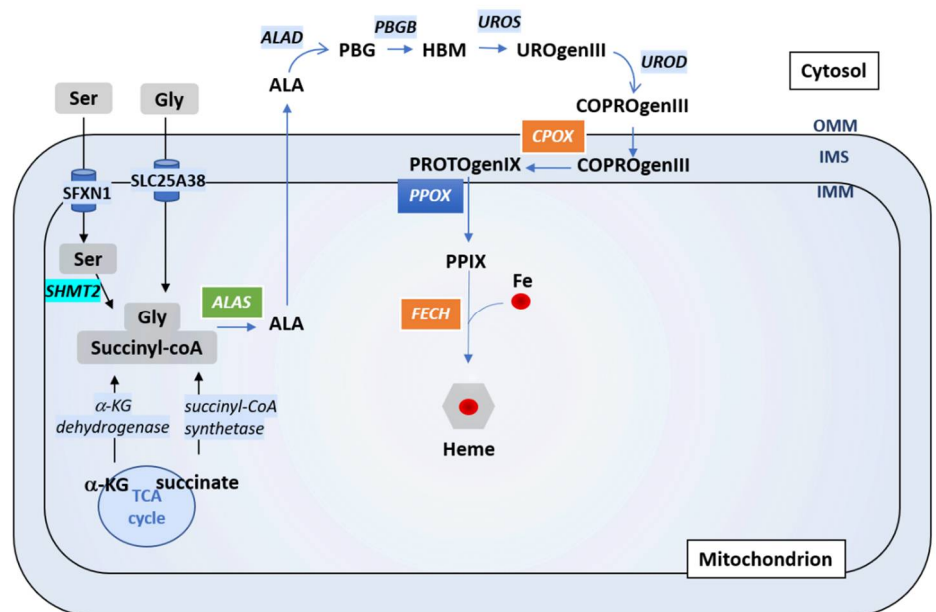 ALAD
PBG
PBGB
HBM
UROS
UROgenIII
UROD
Cytosol
ALA
COPROgenIII
Ser
Gly
OMM
CPOX
IMS
PROTOgenIX
COPROgenIII
IMM
SFXN1
SLC25A38
PPOX
Ser
PPIX
SHMT2
ALAS
Fe
Gly
ALA
FECH
Succinyl-coA
α-KG
dehydrogenase
succinyl-CoA
synthetase
Heme
α-KG
succinate
TCA
cycle
Mitochondrion